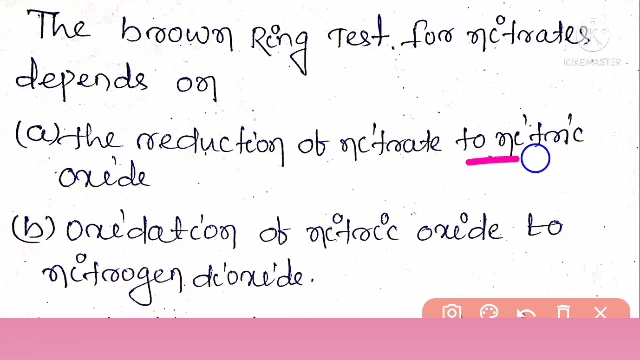 The brown Ring Test. for nitrates
KINEMASTER
depends on
(a) the reduction of nitrate to nitric
oxide
(b) oxidation of nitric oxide to
nitrogen dioxide.